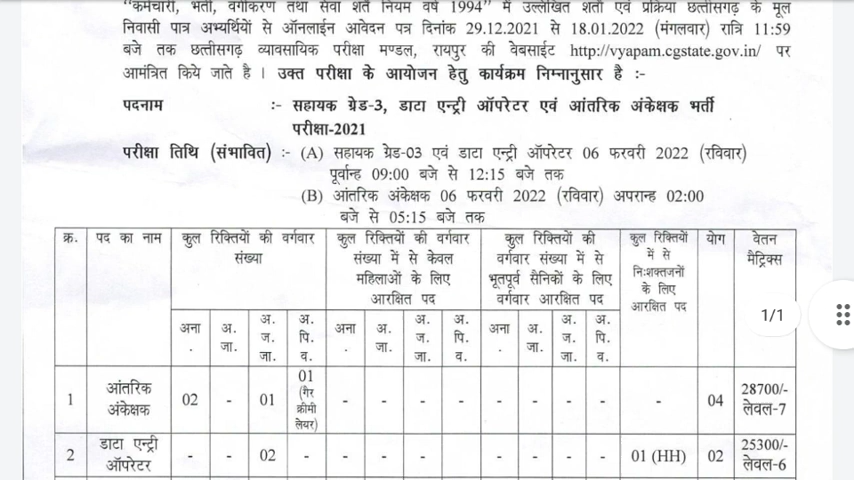 “कर्मचारी, भर्ती, वर्गीकरण तथा सेवा शर्ते नियम वर्ष 1994” में उल्लेखित शर्तो एवं प्रक्रिया छत्तीसगढ़ के मूल
निवासी पात्र अभ्यर्थियों से ऑनलाईन आवेदन पत्र दिनांक 29.12.2021 से 18.01.2022 (मंगलवार) रात्रि 11:59
बजे तक छत्तीसगढ़ व्यावसायिक परीक्षा मण्डल, रायपुर की वेबसाईट http://vyapam.cgstate.gov.in/ पर
आमंत्रित किये जाते है । उक्त परीक्षा के आयोजन हेतु कार्यक्रम निम्नानुसार है :-
पदनाम :- सहायक ग्रेड-3, डाटा एन्ट्री ऑपरेटर एवं आंतरिक अंकेक्षक भर्ती
परीक्षा-2021
परीक्षा तिथि (संभावित) :- (A) सहायक ग्रेड-03 एवं डाटा एन्ट्री ऑपरेटर 06 फरवरी 2022 (रविवार)
पूर्वान्ह 09:00 बजे से 12:15 बजे तक
(B) आंतरिक अंकेक्षक 06 फरवरी 2022 (रविवार) अपरान्ह 02:00
बजे से 05:15 बजे तक
क्र. पद का नाम कुल रिक्तियों की वर्गवार संख्या कुल रिक्तियों की वर्गवार संख्या में से केवल महिलाओं के लिए आरक्षित पद कुल रिक्तियों की वर्गवार संख्या में से भूतपूर्व सैनिकों के लिए वर्गवार आरक्षित पद कुल रिक्तियों में से निःशक्तजनों के लिए आरक्षित पद योग वेतन मैट्रिक्स
अना. अ.जा. अ.ज.जा. अ.पि.व. अना. अ.जा. अ.ज.जा. अ.पि.व. अना. अ.जा. अ.ज.जा. अ.पि.व.
1/1
1 आंतरिक अंकेक्षक 02 - 01 01 (गैर क्रीमी लेयर) - - - - - - - - - 04 28700/- लेवल-7
2 डाटा एन्ट्री ऑपरेटर - - 02 - - - - - - - - - 01 (HH) 02 25300/- लेवल-6